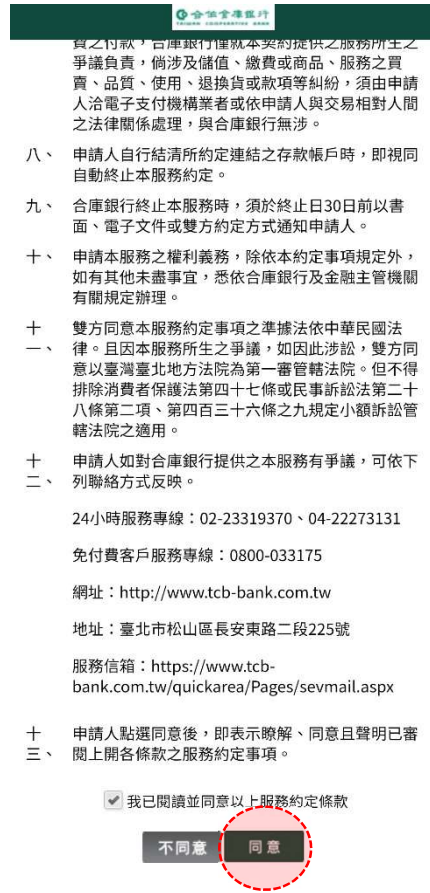 合作金庫銀行
TAIWAN COOPERATIVE BANK
費之付款，合庫銀行僅就本契約提供之服務所生之
爭議負責，倘涉及儲值、繳費或商品、服務之買
賣、品質、使用、退換貨或款項等糾紛，須由申請
人洽電子支付機構業者或依申請人與交易相對人間
之法律關係處理，與合庫銀行無涉。
八、 申請人自行結清所約定連結之存款帳戶時，即視同
自動終止本服務約定。
九、 合庫銀行終止本服務時，須於終止日30日前以書
面、電子文件或雙方約定方式通知申請人。
十、 申請本服務之權利義務，除依本約定事項規定外，
如有其他未盡事宜，悉依合庫銀行及金融主管機關
有關規定辦理。
十 雙方同意本服務約定事項之準據法依中華民國法
一、 律。且因本服務所生之爭議，如因此涉訟，雙方同
意以臺灣臺北地方法院為第一審管轄法院。但不得
排除消費者保護法第四十七條或民事訴訟法第二十
八條第二項、第四百三十六條之九規定小額訴訟管
轄法院之適用。
十 申請人如對合庫銀行提供之本服務有爭議，可依下
二、 列聯絡方式反映。
24小時服務專線：02-23319370、04-22273131
免付費客戶服務專線：0800-033175
網址：http://www.tcb-bank.com.tw
地址：臺北市松山區長安東路二段225號
服務信箱：https://www.tcb-
bank.com.tw/quickarea/Pages/sevmail.aspx
十 申請人點選同意後，即表示瞭解、同意且聲明已審
三、 閱上開各條款之服務約定事項。
我已閱讀並同意以上服務約定條款
不同意 同意